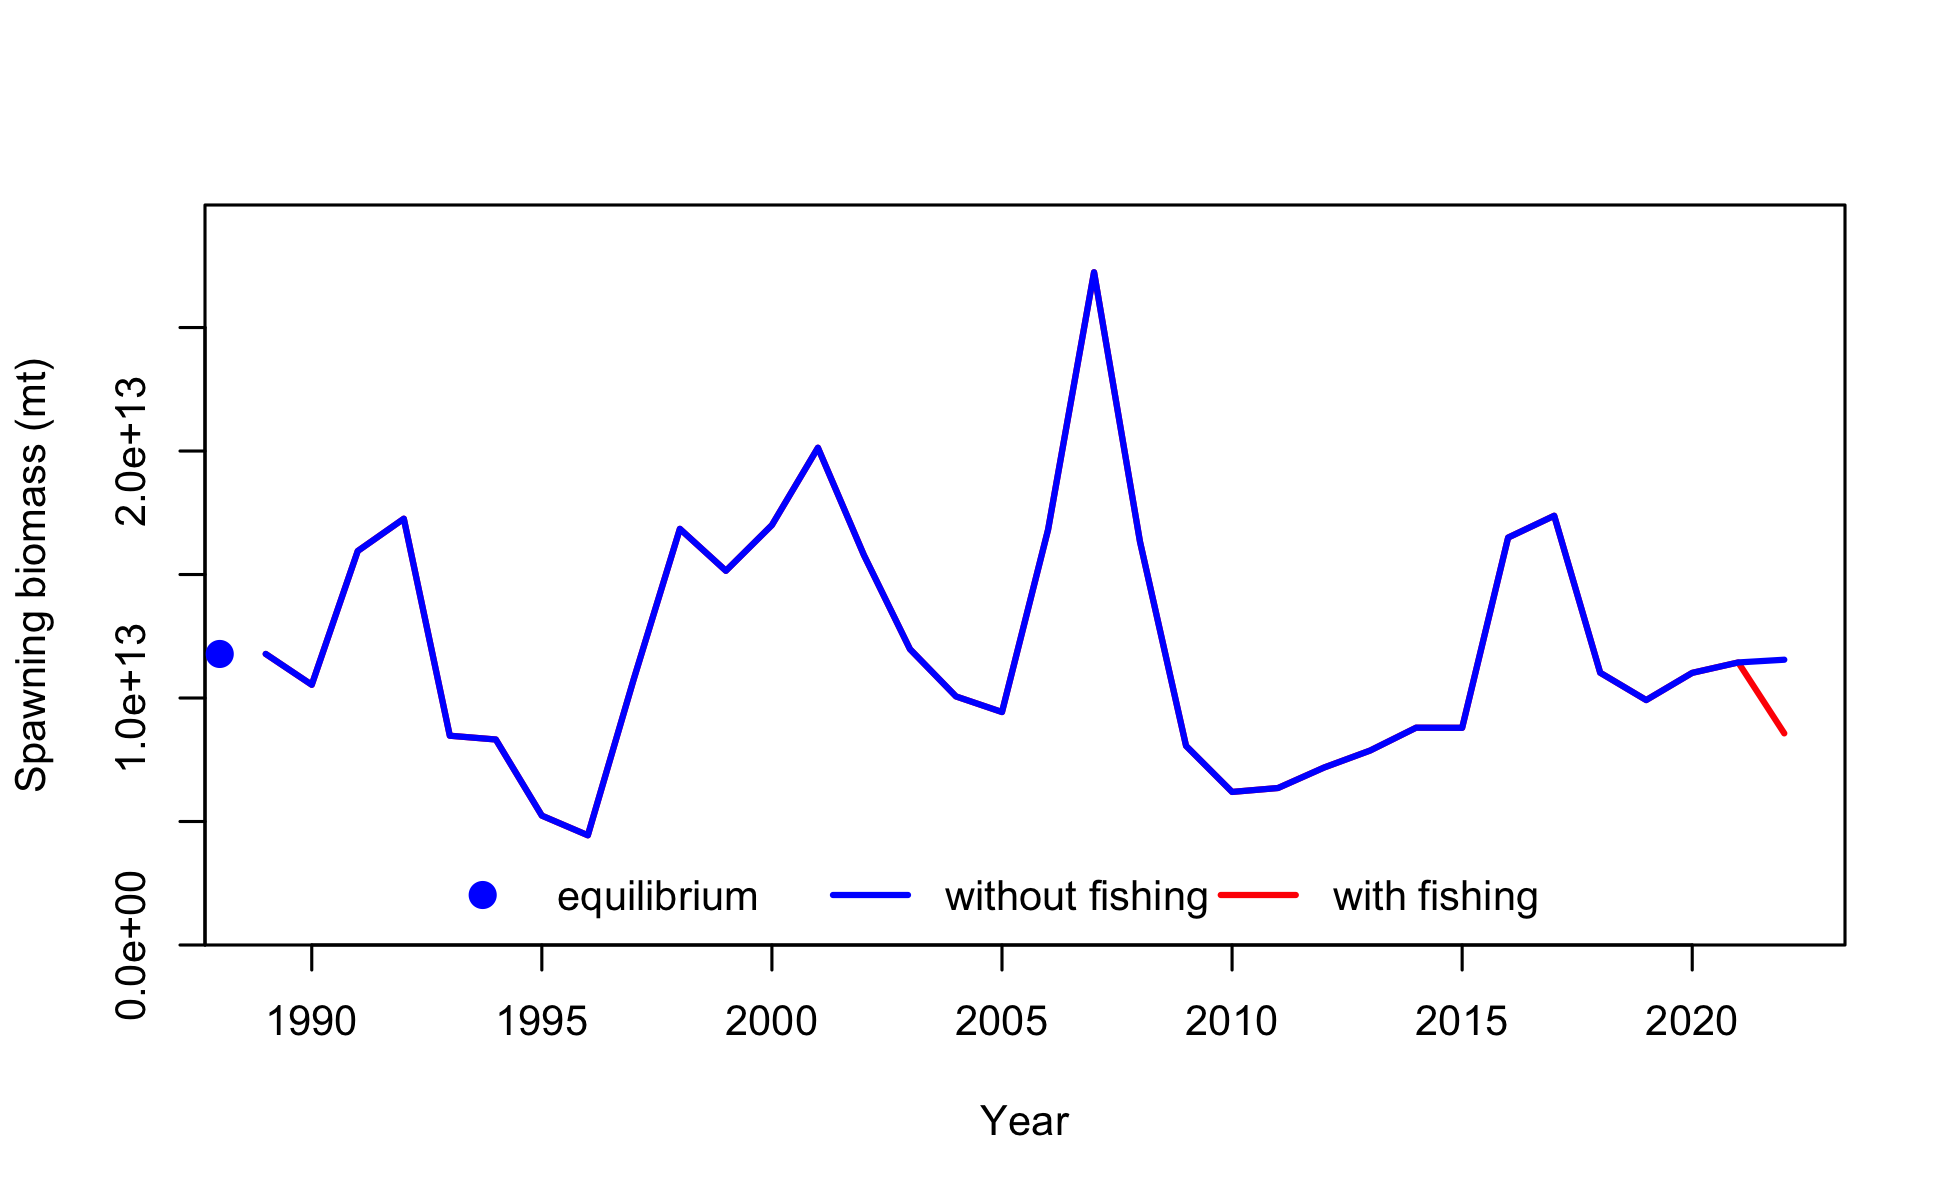 Spawning biomass (mt)
2.0e+13
1.0e+13
0.0e+00
equilibrium without fishing with fishing
1990 1995 2000 2005 2010 2015 2020
Year